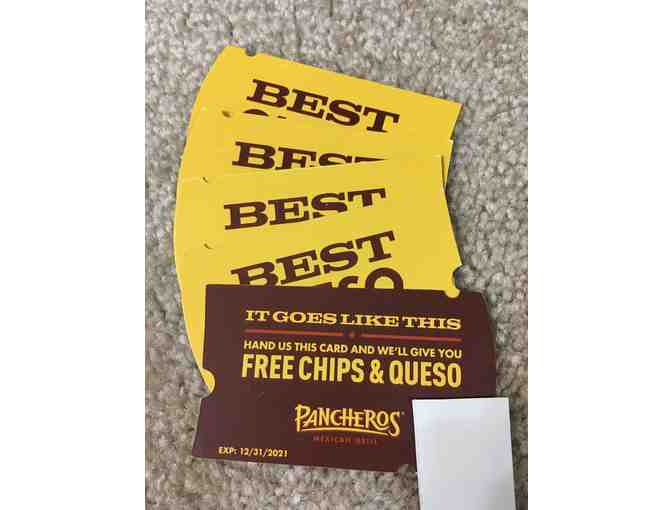 BEST
BEST
BEST
BEST
IT GOES LIKE THIS
HAND US THIS CARD AND WE'LL GIVE YOU
FREE CHIPS & QUESO
PANCHEROS®
MEXICAN GRILL
EXP: 12/31/2021